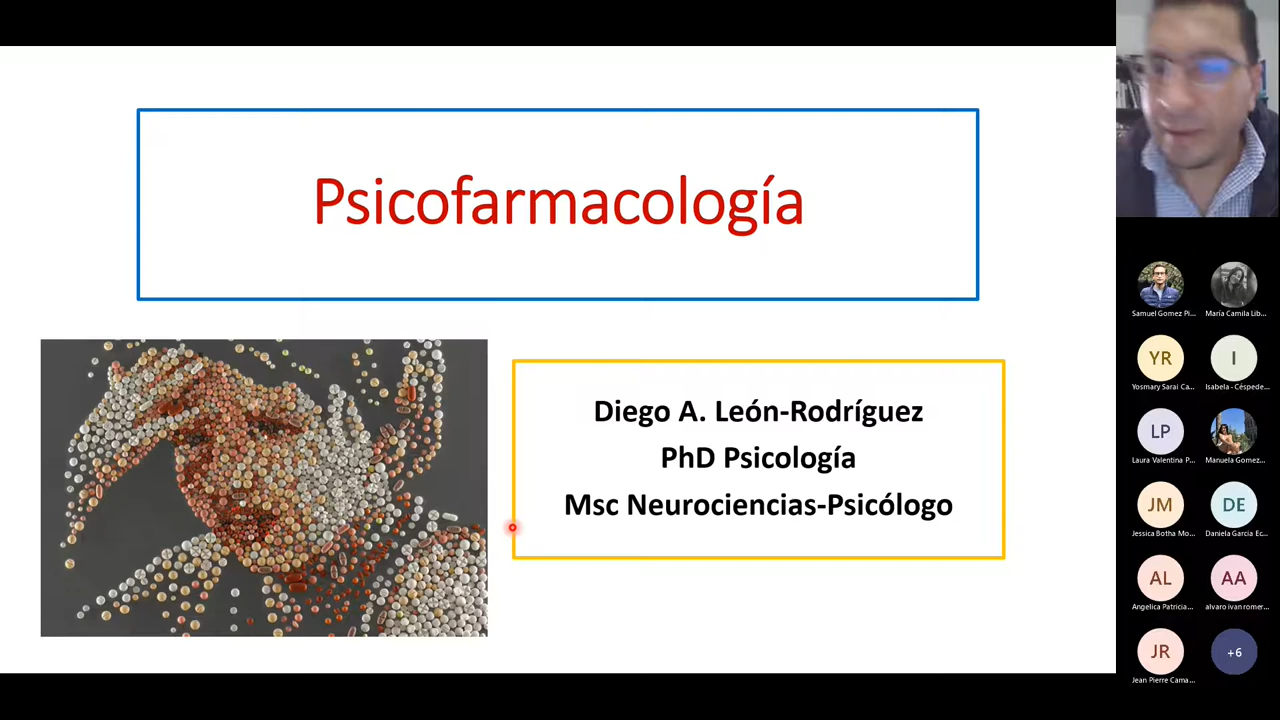 Psicofarmacología
Diego A. León-Rodríguez
PhD Psicología
Msc Neurociencias-Psicólogo
Samuel Gomez Pi...
María Camila Lib...
YR
Yosmary Sarai Ca...
I
Isabela - Céspede...
LP
Laura Valentina P...
Manuela Gomez...
JM
Jessica Botha Mo...
DE
Daniela Garcia Ec...
AL
Angelica Patricia...
AA
alvaro ivan romer...
JR
Jean Pierre Cama...
+6